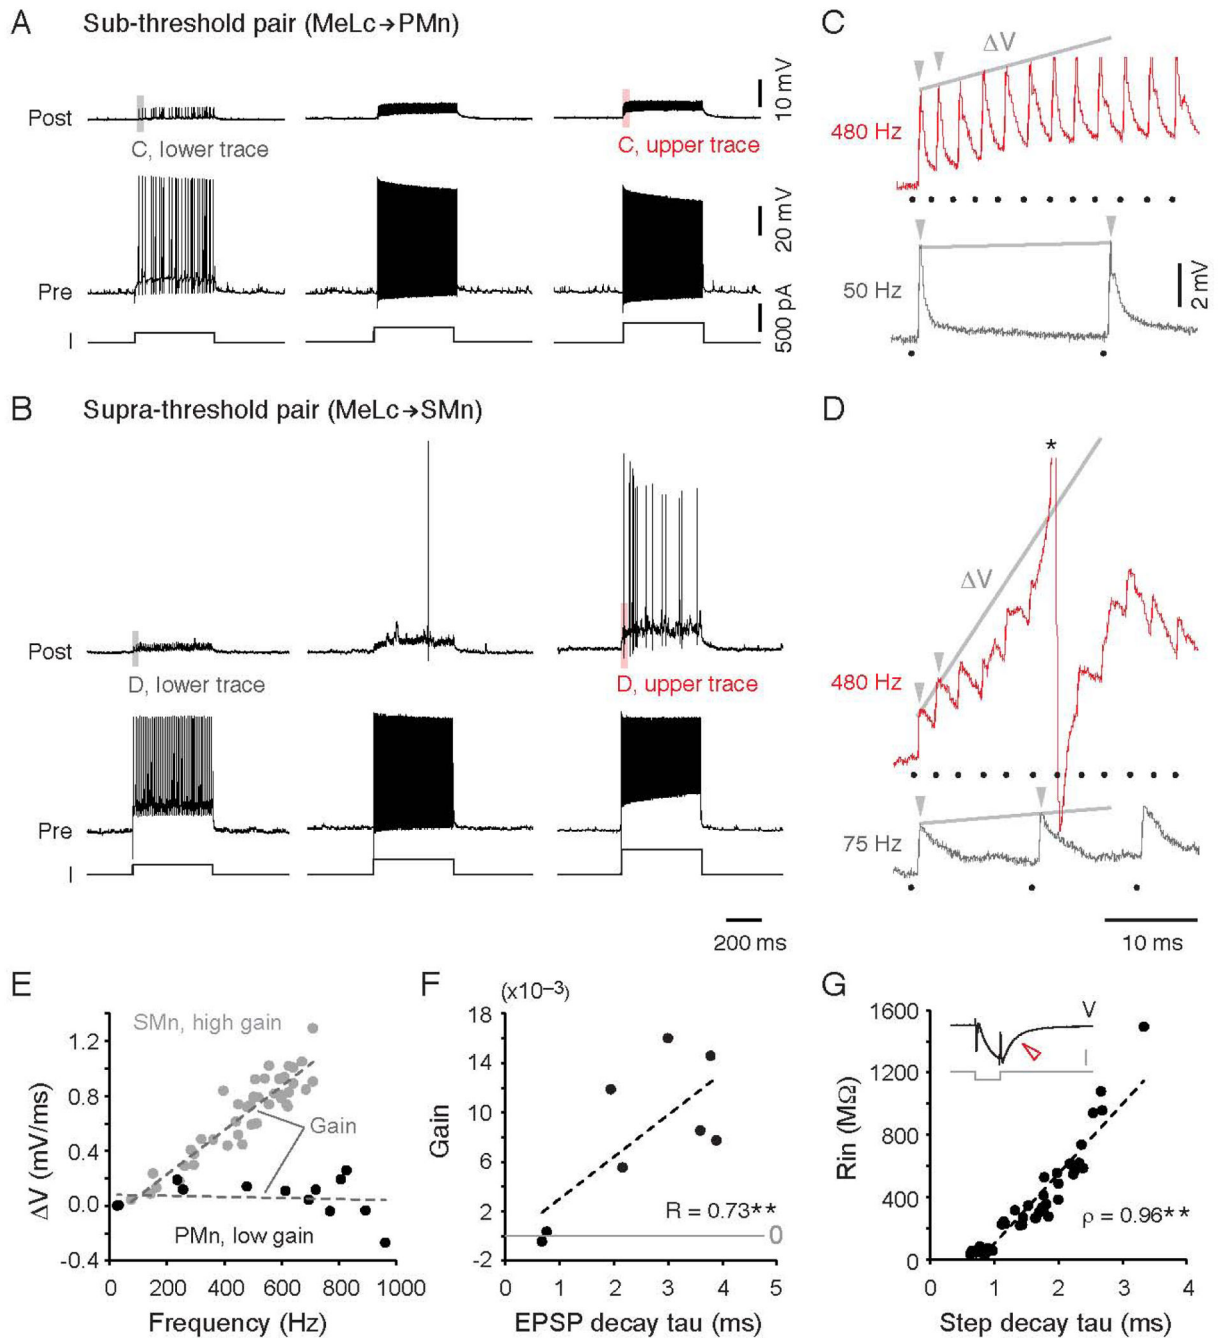 A Sub-threshold pair (MeLc→PMn)
Post
10 mV
C, lower trace
C, upper trace
20 mV
Pre
500 pA
I
C
ΔV
480 Hz
50 Hz
2 mV
B Supra-threshold pair (MeLc→SMn)
Post
D, lower trace
D, upper trace
Pre
I
200 ms
D
*
ΔV
480 Hz
75 Hz
10 ms
E
SMn, high gain
1.2
0.8
0.4
0.0
-0.4
ΔV (mV/ms)
Gain
PMn, low gain
0 200 400 600 800 1000
Frequency (Hz)
F
(x10–3)
18
14
10
6
2
-2
Gain
R = 0.73**
0
0 1 2 3 4 5
EPSP decay tau (ms)
G
1600
1200
800
400
0
Rin (MΩ)
V
I
ρ = 0.96**
0 1 2 3 4
Step decay tau (ms)